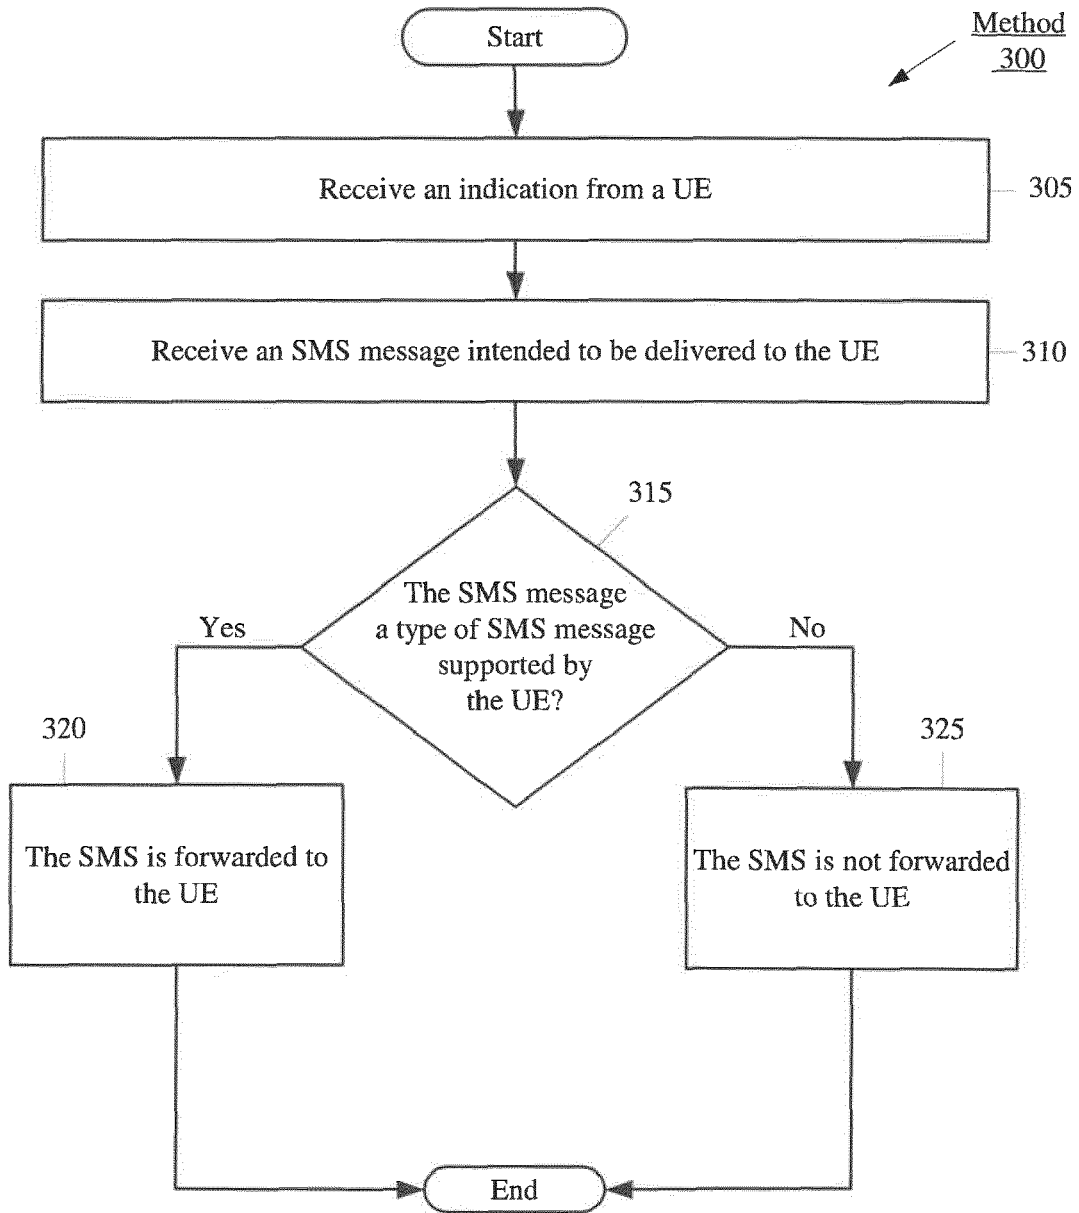 Start
Method
300
Receive an indication from a UE
305
Receive an SMS message intended to be delivered to the UE
310
315
The SMS message
a type of SMS message
supported by
the UE?
Yes
No
320
325
The SMS is forwarded to
the UE
The SMS is not forwarded
to the UE
End